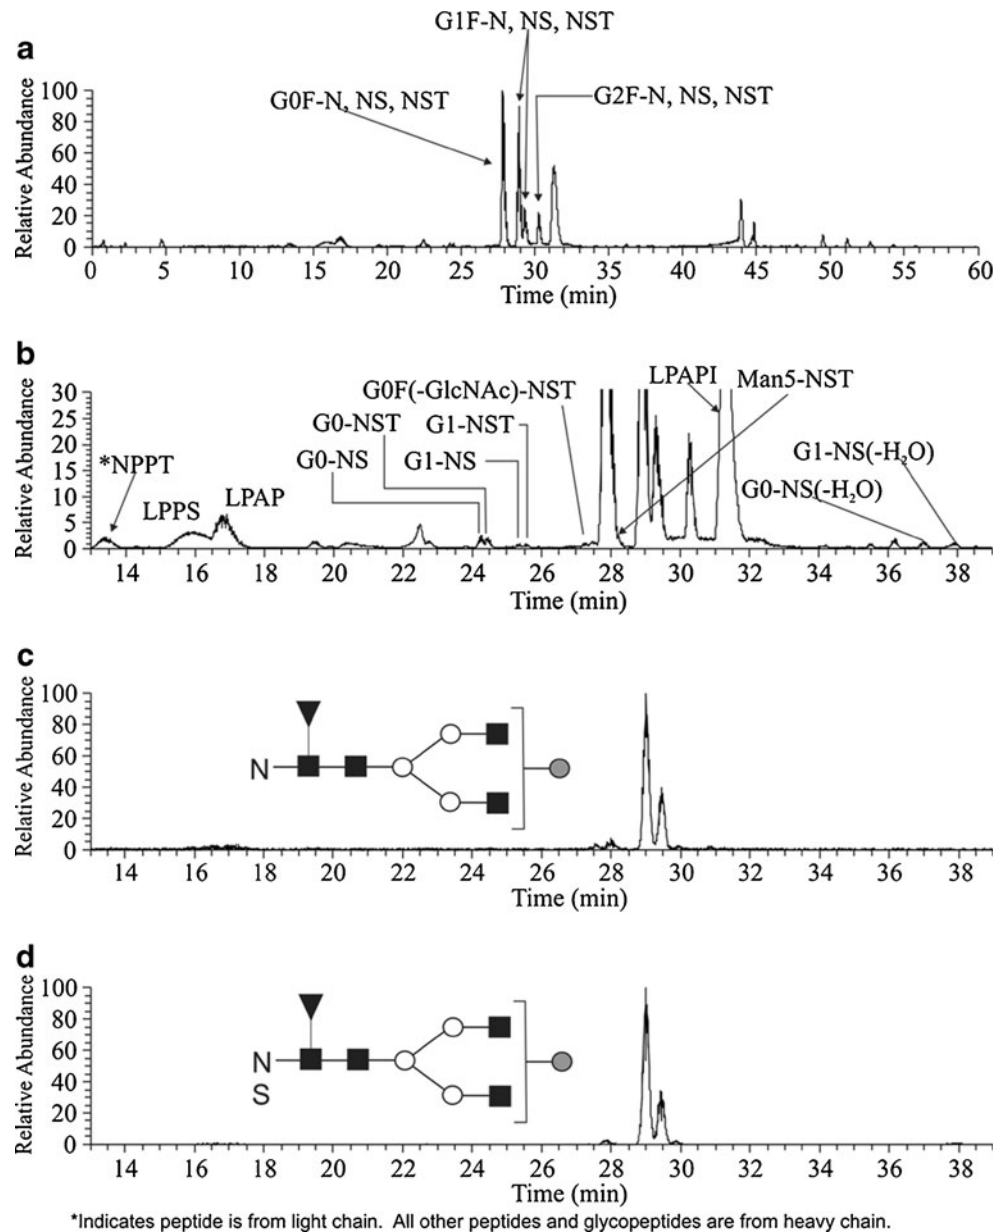 a
G1F-N, NS, NST
G0F-N, NS, NST
G2F-N, NS, NST
Relative Abundance
100
80
60
40
20
0
0 5 10 15 20 25 30 35 40 45 50 55 60
Time (min)
b
G0F(-GlcNAc)-NST
LPAPI
Man5-NST
G0-NST
G1-NST
*NPPT
G0-NS
G1-NS
G1-NS(-H₂O)
LPPS
LPAP
G0-NS(-H₂O)
Relative Abundance
30
25
20
15
10
5
0
14 16 18 20 22 24 26 28 30 32 34 36 38
Time (min)
c
Relative Abundance
100
80
60
40
20
0
N
14 16 18 20 22 24 26 28 30 32 34 36 38
Time (min)
d
Relative Abundance
100
80
60
40
20
0
N
S
14 16 18 20 22 24 26 28 30 32 34 36 38
Time (min)
*Indicates peptide is from light chain. All other peptides and glycopeptides are from heavy chain.